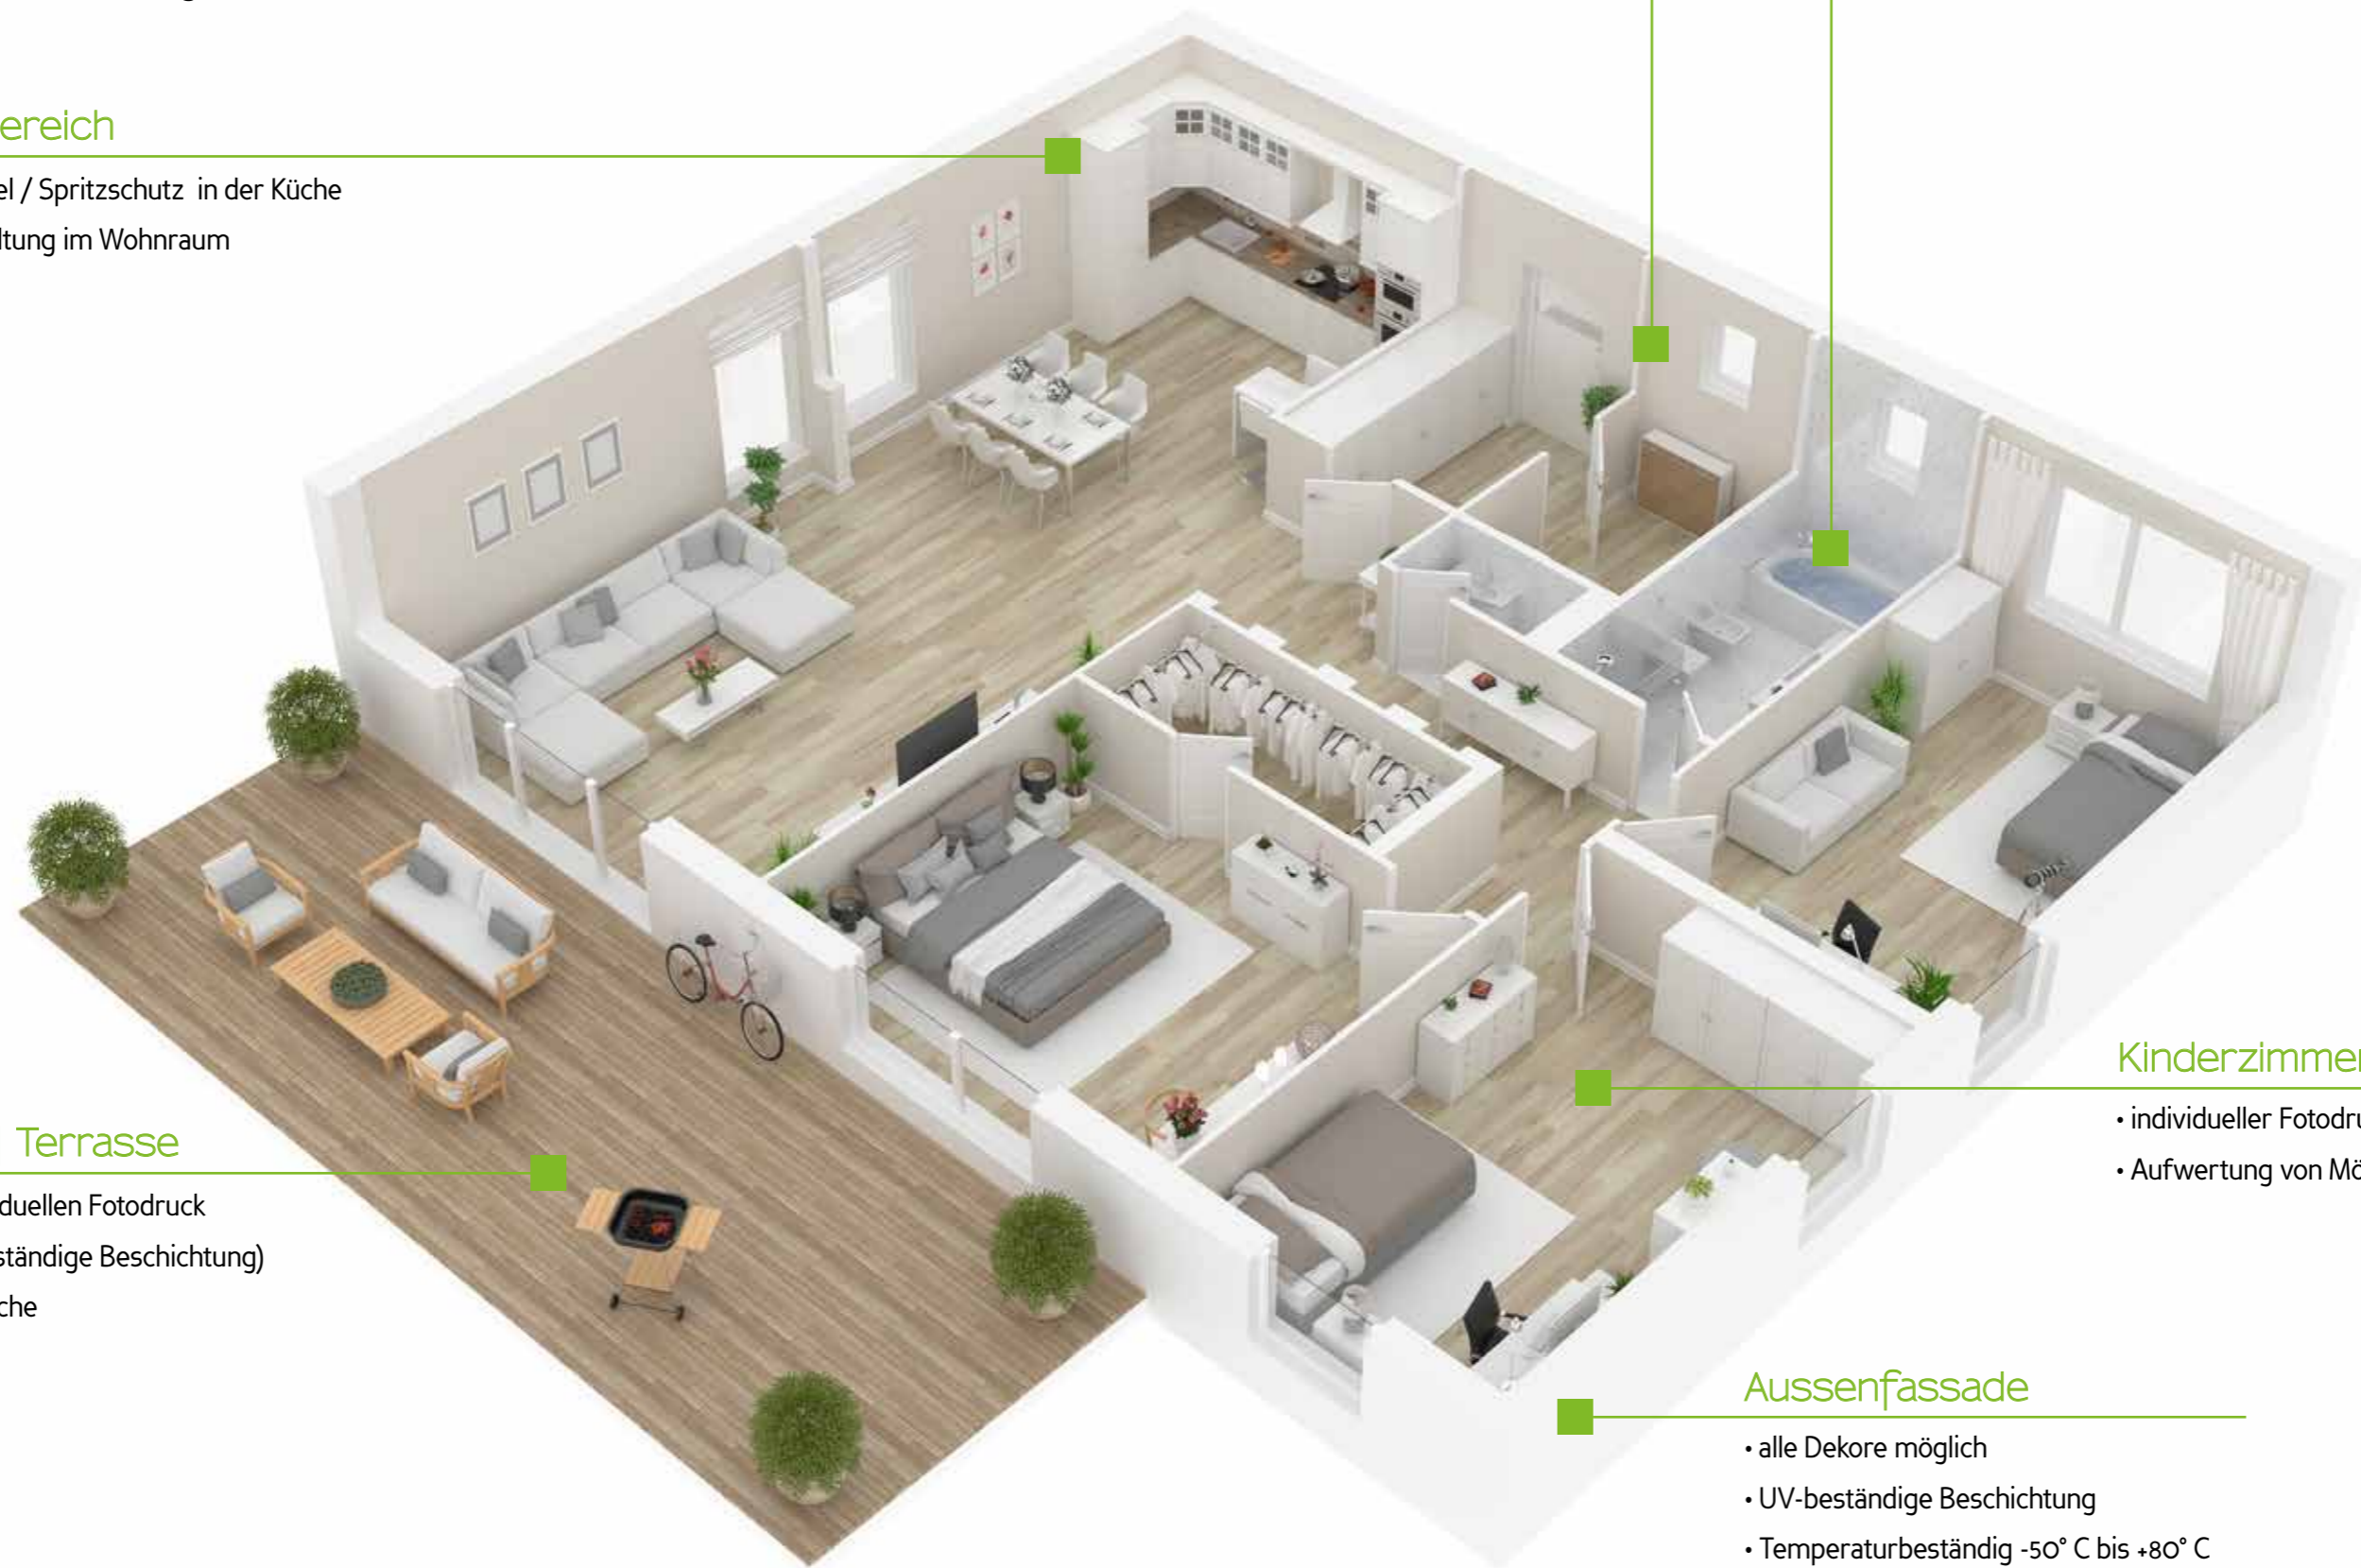 ereich
el / Spritzschutz in der Küche
ltung im Wohnraum
Kinderzimmer
• individueller Fotodru
• Aufwertung von Mö
Terrasse
duellen Fotodruck
ständige Beschichtung)
che
Aussenfassade
• alle Dekore möglich
• UV-beständige Beschichtung
• Temperaturbeständig -50° C bis +80° C